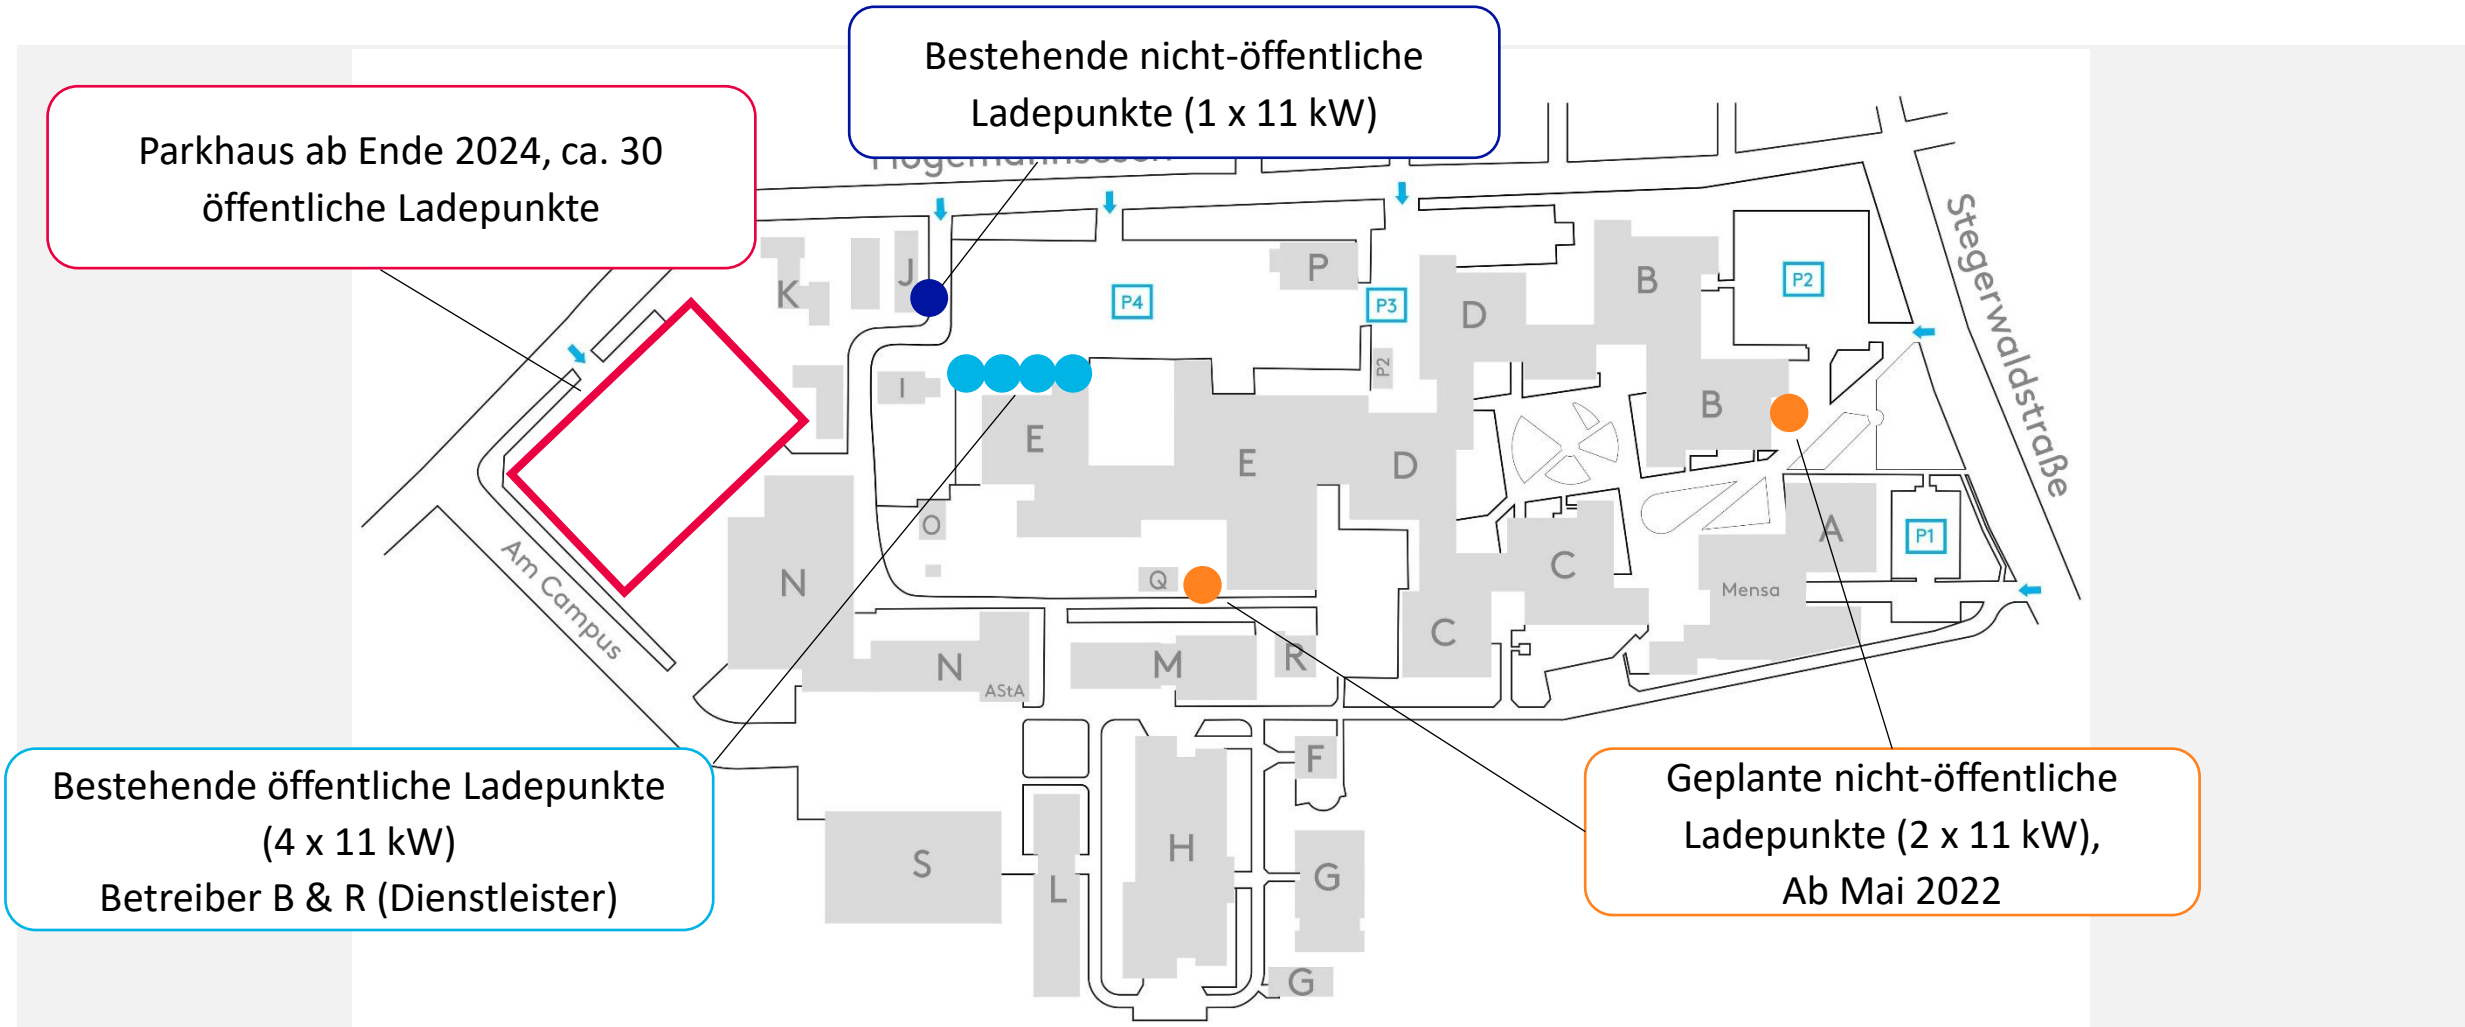 Bestehende nicht-öffentliche
Ladepunkte (1 x 11 kW)
Parkhaus ab Ende 2024, ca. 30
öffentliche Ladepunkte
Stegerwaldstraße
K
J
P4
P
P3
D
B
P2
P2
I
E
E
D
B
O
N
Q
C
A
P1
Mensa
Am Campus
N
AStA
M
R
C
F
S
L
H
G
G
Bestehende öffentliche Ladepunkte
(4 x 11 kW)
Betreiber B & R (Dienstleister)
Geplante nicht-öffentliche
Ladepunkte (2 x 11 kW),
Ab Mai 2022